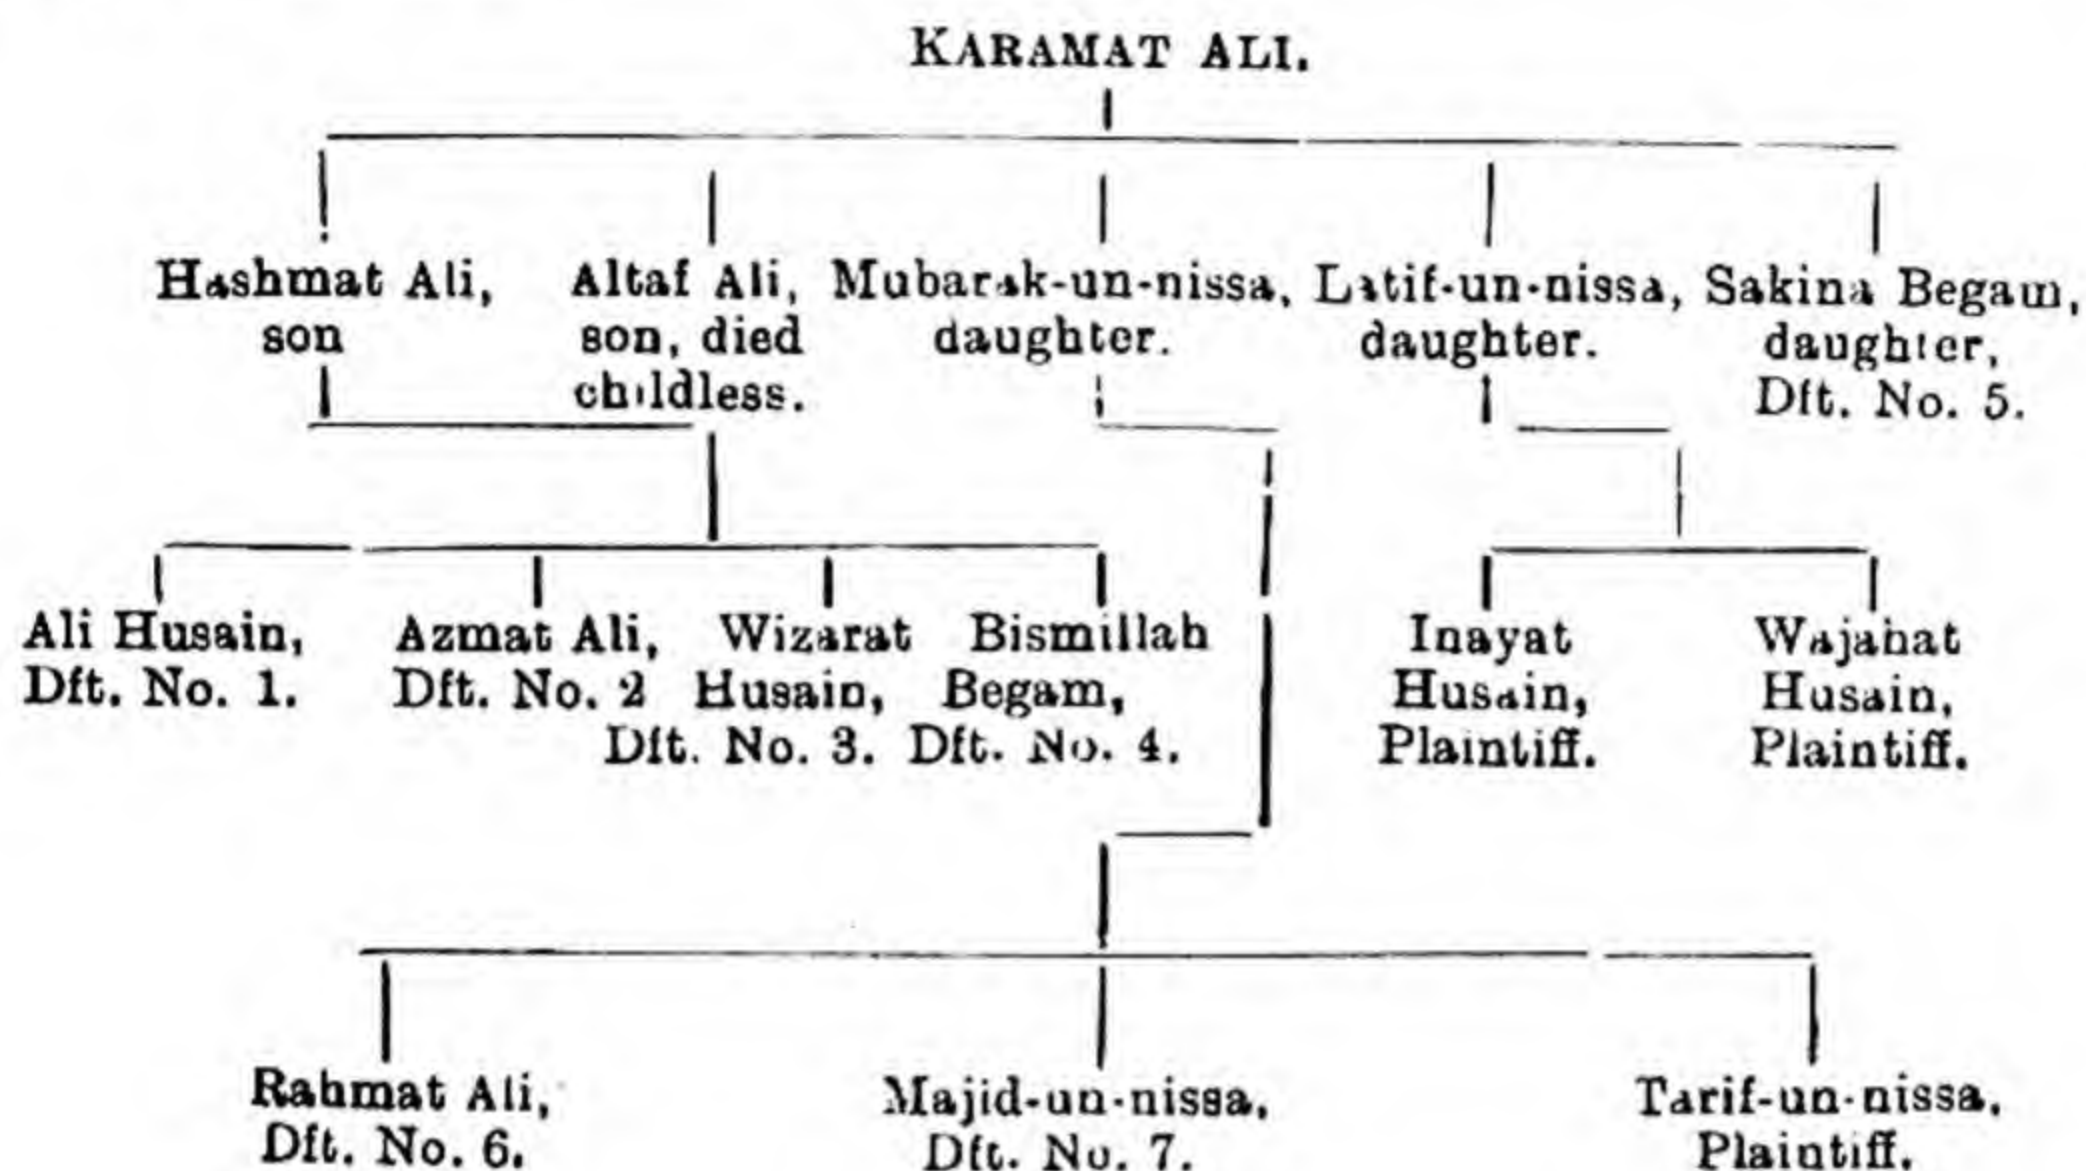 KARAMAT ALI.
Hashmat Ali,
son
Altaf Ali,
son, died
childless.
Mubarak-un-nissa,
daughter.
Latif-un-nissa,
daughter.
Sakina Begam,
daughter,
Dft. No. 5.
Ali Husain,
Dft. No. 1.
Azmat Ali,
Dft. No. 2
Wizarat
Husain,
Dft. No. 3.
Bismillah
Begam,
Dft. No. 4.
Inayat
Husain,
Plaintiff.
Wajahat
Husain,
Plaintiff.
Rahmat Ali,
Dft. No. 6.
Majid-un-nissa,
Dft. No. 7.
Tarif-un-nissa,
Plaintiff.